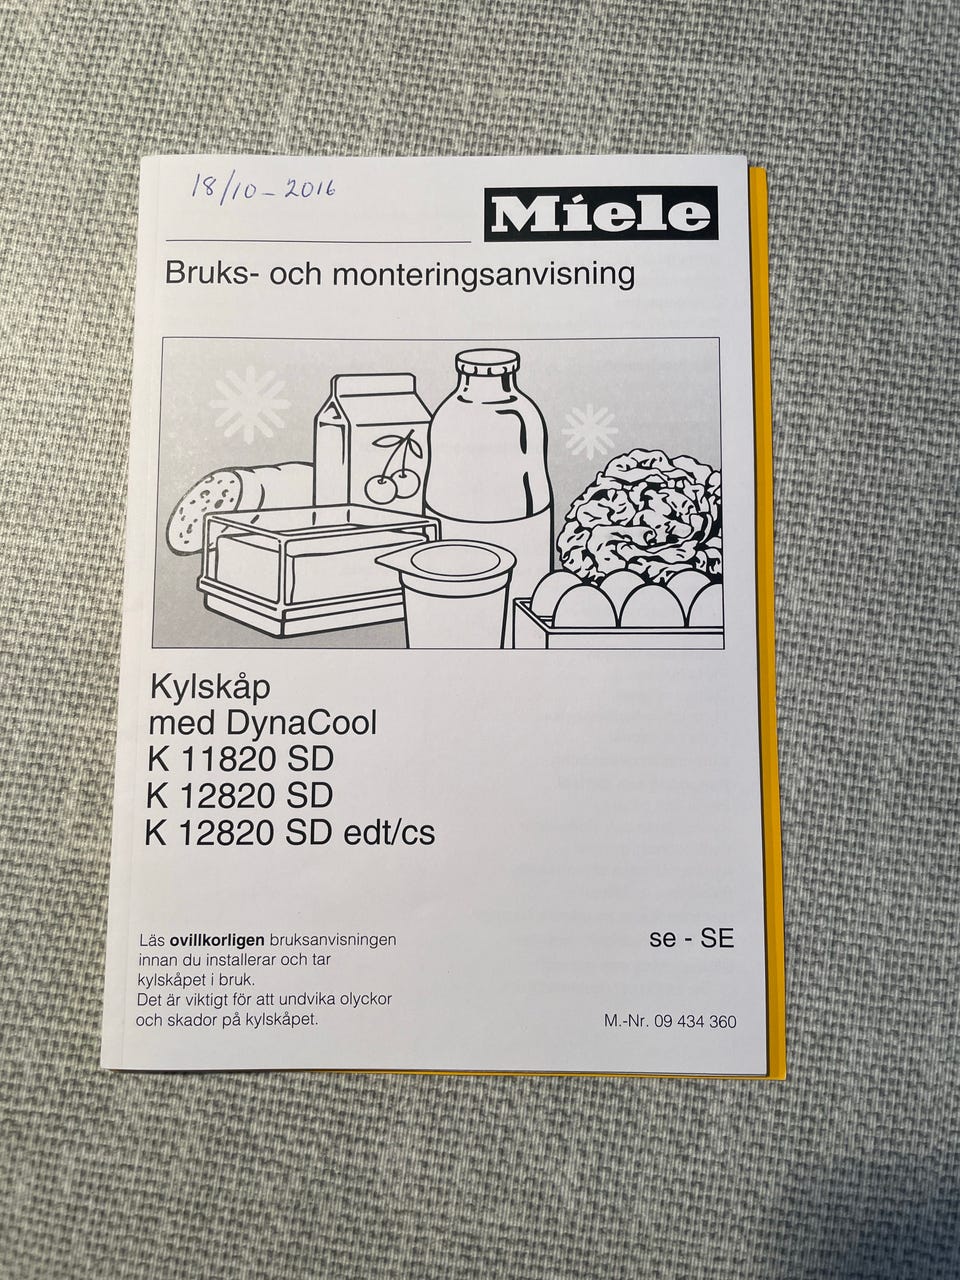 18/10-2016
Miele
Bruks- och monteringsanvisning
Kylskåp
med DynaCool
K 11820 SD
K 12820 SD
K 12820 SD edt/cs
Läs ovillkorligen bruksanvisningen
innan du installerar och tar
kylskåpet i bruk.
Det är viktigt för att undvika olyckor
och skador på kylskåpet.
se - SE
M.-Nr. 09 434 360